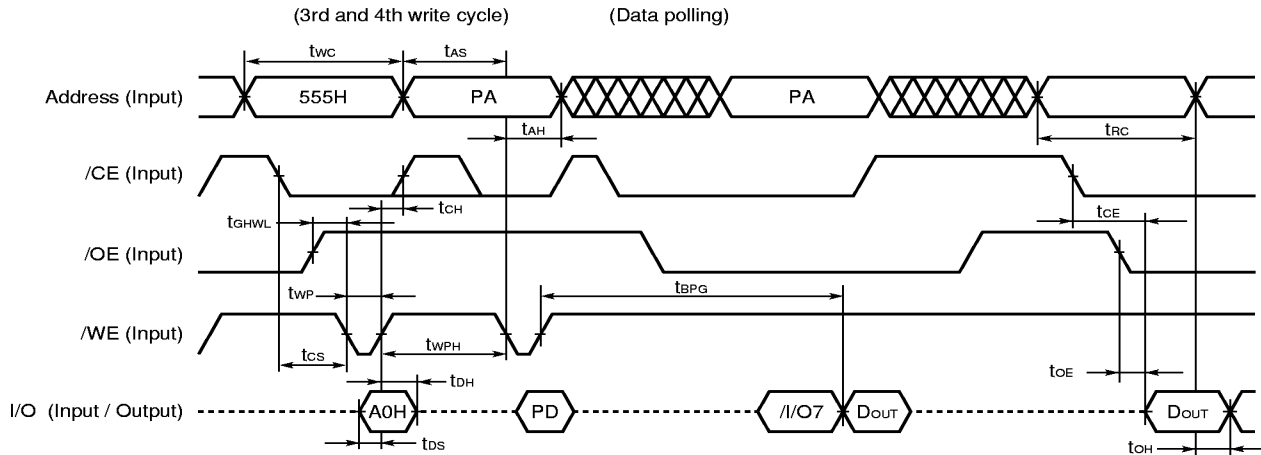 (3rd and 4th write cycle) (Data polling)
tWC tAS
Address (Input) 555H PA PA
tAH tRC
/CE (Input)
tCH
tGHWL tCE
/OE (Input)
tWP tBPG
/WE (Input)
tCS tWPH
tDH tOE
I/O (Input / Output) A0H PD /I/O7 DOUT DOUT
tDS tOH